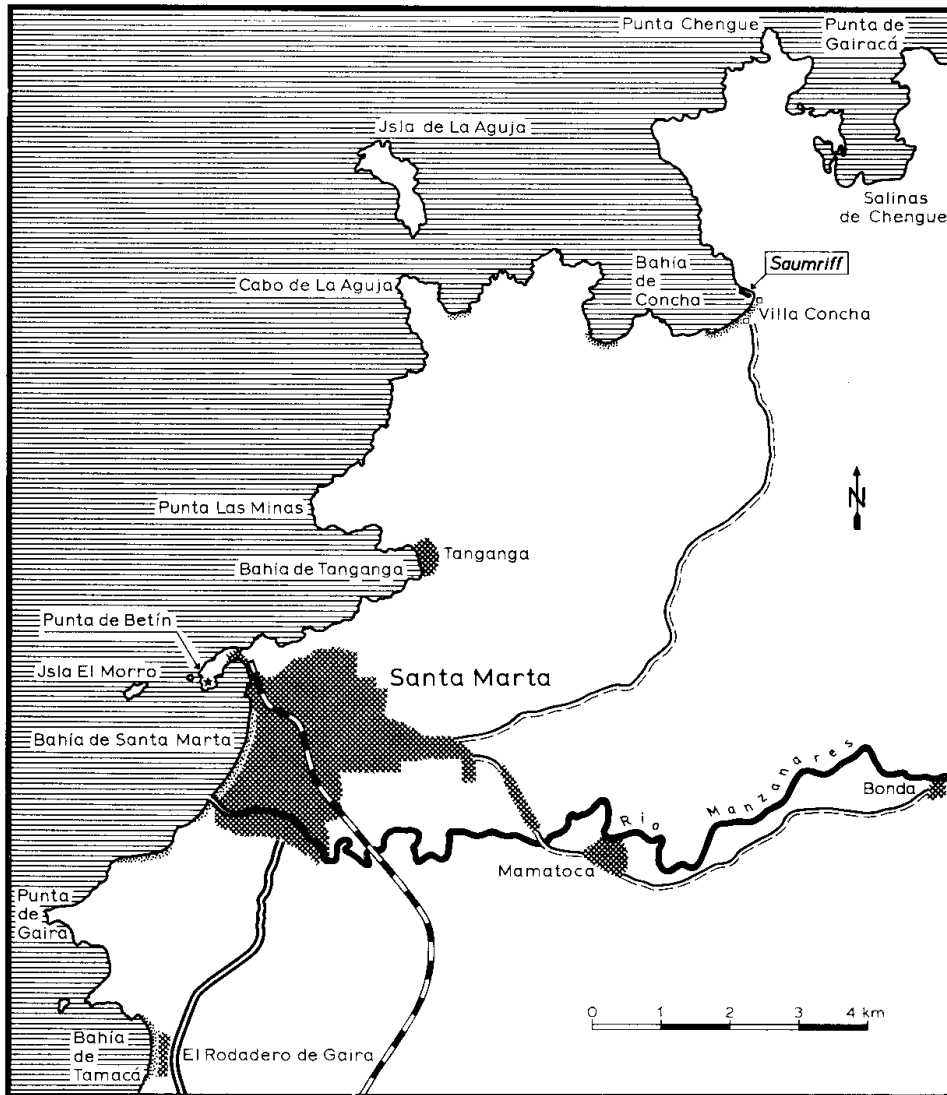 Punta Chengue
Punta de
Gairacá
Jsla de La Aguja
Salinas
de Chengue
Bahía
de
Concha
Saumriff
Cabo de La Aguja
Villa Concha
N
Punta Las Minas
Tanganga
Bahía de Tanganga
Punta de Betín
Jsla El Morro
Santa Marta
Bahía de Santa Marta
Río Manzanares
Bonda
Mamatoca
Punta
de
Gaira
0 1 2 3 4 km
Bahía
de
Tamacá
El Rodadero de Gaira